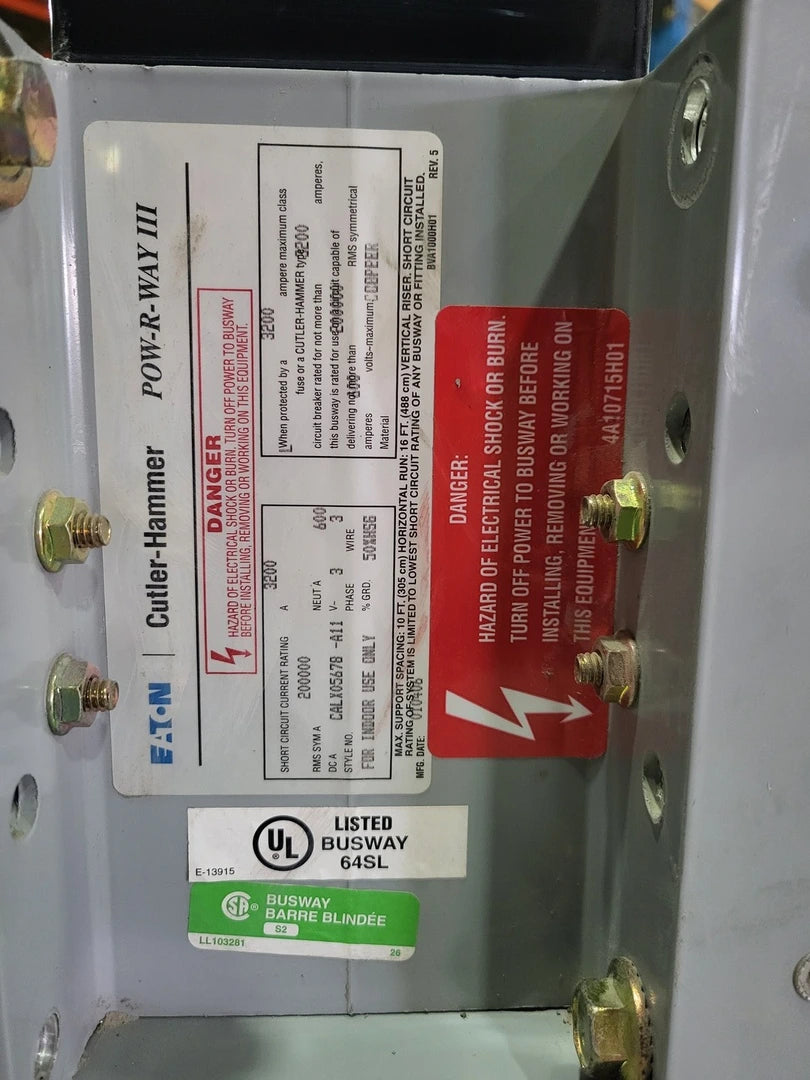 EATON | Cutler-Hammer POW-R-WAY III
DANGER
HAZARD OF ELECTRICAL SHOCK OR BURN. TURN OFF POWER TO BUSWAY
BEFORE INSTALLING, REMOVING OR WORKING ON THIS EQUIPMENT.
3200
SHORT CIRCUIT CURRENT RATING A
200000 600
RMS SYM A NEUT A
DC A CALX05678 -A11 V- 3 3
STYLE NO. PHASE WIRE
FOR INDOOR USE ONLY % GRD. 50%HSG
3200
When protected by a ampere maximum class
fuse or a CUTLER-HAMMER type 3200
circuit breaker rated for not more than amperes,
this busway is rated for use circuit capable of
delivering not more than RMS symmetrical
amperes volts-maximum. COPPER
Material
MAX. SUPPORT SPACING: 10 FT. (305 cm) HORIZONTAL RUN: 16 FT. (488 cm) VERTICAL RISER. SHORT CIRCUIT
RATING OF SYSTEM IS LIMITED TO LOWEST SHORT CIRCUIT RATING OF ANY BUSWAY OR FITTING INSTALLED.
MFG. DATE: 010406 BVA1000H01 REV. 5
DANGER:
HAZARD OF ELECTRICAL SHOCK OR BURN.
TURN OFF POWER TO BUSWAY BEFORE
INSTALLING, REMOVING OR WORKING ON
THIS EQUIPMEN
4A10715H01
UL ® LISTED
BUSWAY
64SL
E-13915
CSA ® BUSWAY
BARRE BLINDÉE
S2
LL103281 26